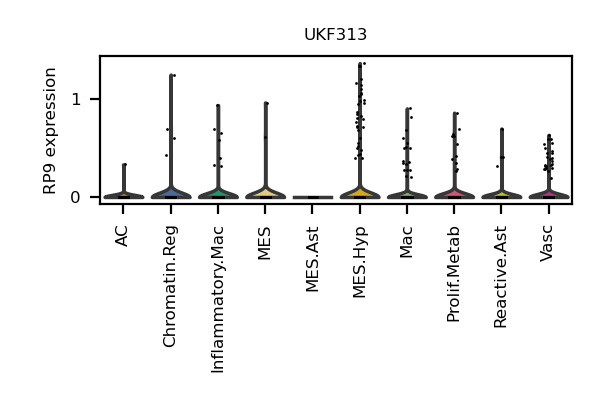 UKF313
RP9 expression
1
0
AC
Chromatin.Reg
Inflammatory.Mac
MES
MES.Ast
MES.Hyp
Mac
Prolif.Metab
Reactive.Ast
Vasc